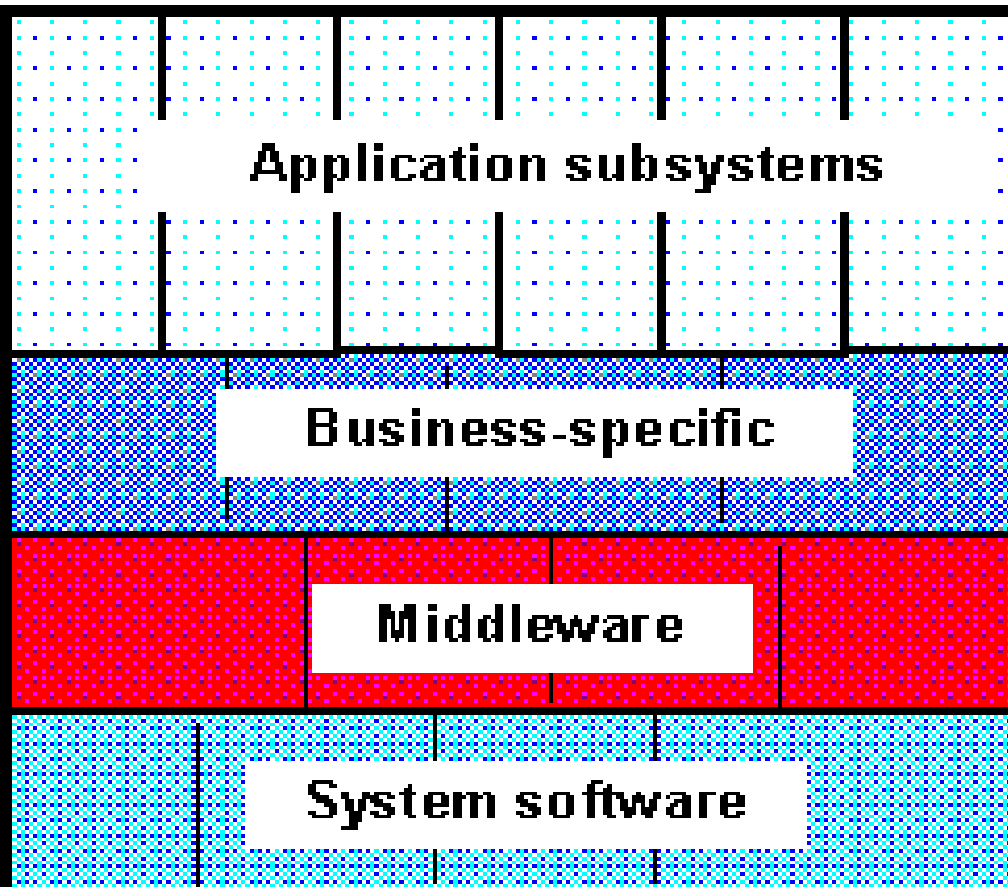 Application subsystems
Business-specific
Middleware
System software